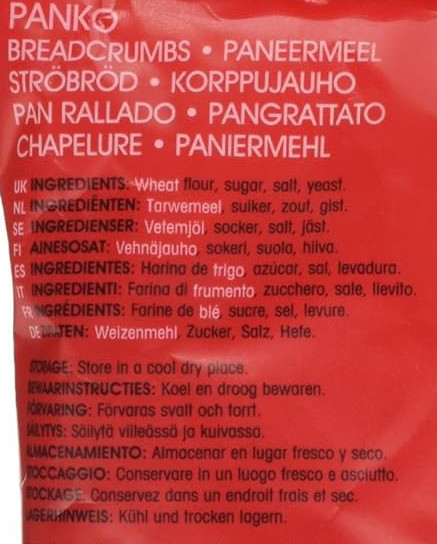 PANKO
BREADCRUMBS • PANEERMEEL
STRÖBRÖD • KORPPUJAUHO
PAN RALLADO • PANGRATTATO
CHAPELURE • PANIERMEHL
UK INGREDIENTS: Wheat flour, sugar, salt, yeast.
NL INGREDIËNTEN: Tarwemeel, suiker, zout, gist.
SE INGREDIENSER: Vetemjöl, socker, salt, jäst.
FI AINESOSAT: Vehnäjauho, sokeri, suola, hiiva.
ES INGREDIENTES: Harina de trigo, azúcar, sal, levadura.
IT INGREDIENTI: Farina di frumento, zucchero, sale, lievito.
FR INGRÉDIENTS: Farine de blé, sucre, sel, levure.
DE ZUTATEN: Weizenmehl, Zucker, Salz, Hefe.
STORAGE: Store in a cool dry place.
BEWAARINSTRUCTIES: Koel en droog bewaren.
FÖRVARING: Förvaras svalt och torrt.
SÄILYTYS: Säilytä viileässä ja kuivassa.
ALMACENAMIENTO: Almacenar en lugar fresco y seco.
STOCCAGGIO: Conservare in un luogo fresco e asciutto.
STOCKAGE: Conservez dans un endroit frais et sec.
LAGERHINWEIS: Kühl und trocken lagern.